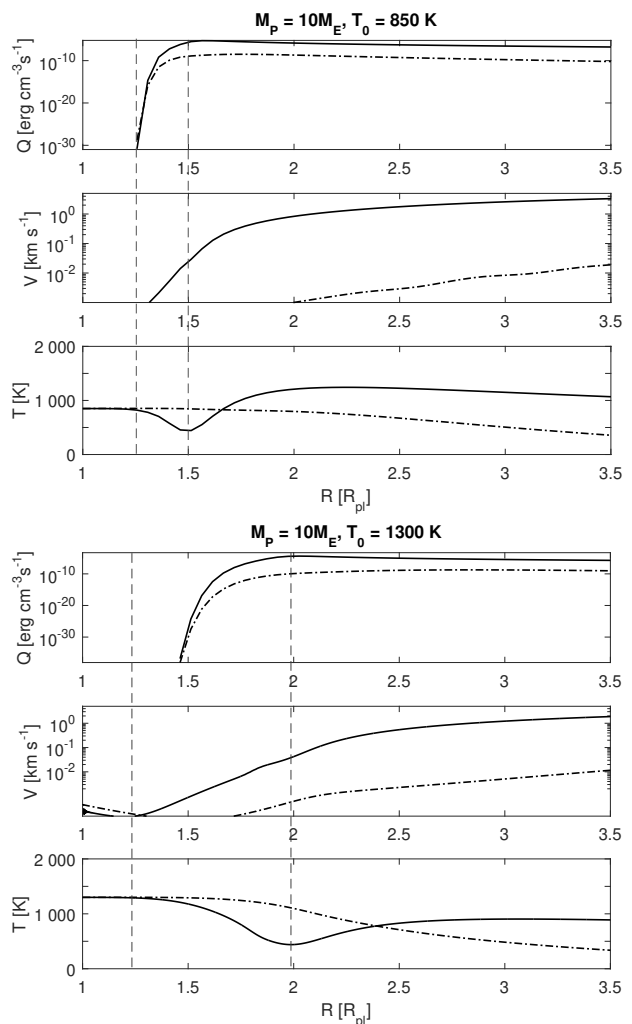 M_P = 10M_E, T_0 = 850 K
Q [erg cm^-3 s^-1]
10^-10
10^-20
10^-30
1 1.5 2 2.5 3 3.5
V [km s^-1]
10^0
10^-1
10^-2
1 1.5 2 2.5 3 3.5
T [K]
2 000
1 000
0
1 1.5 2 2.5 3 3.5
R [R_pl]
M_P = 10M_E, T_0 = 1300 K
Q [erg cm^-3 s^-1]
10^-10
10^-20
10^-30
1 1.5 2 2.5 3 3.5
V [km s^-1]
10^0
10^-1
10^-2
1 1.5 2 2.5 3 3.5
T [K]
2 000
1 000
0
1 1.5 2 2.5 3 3.5
R [R_pl]